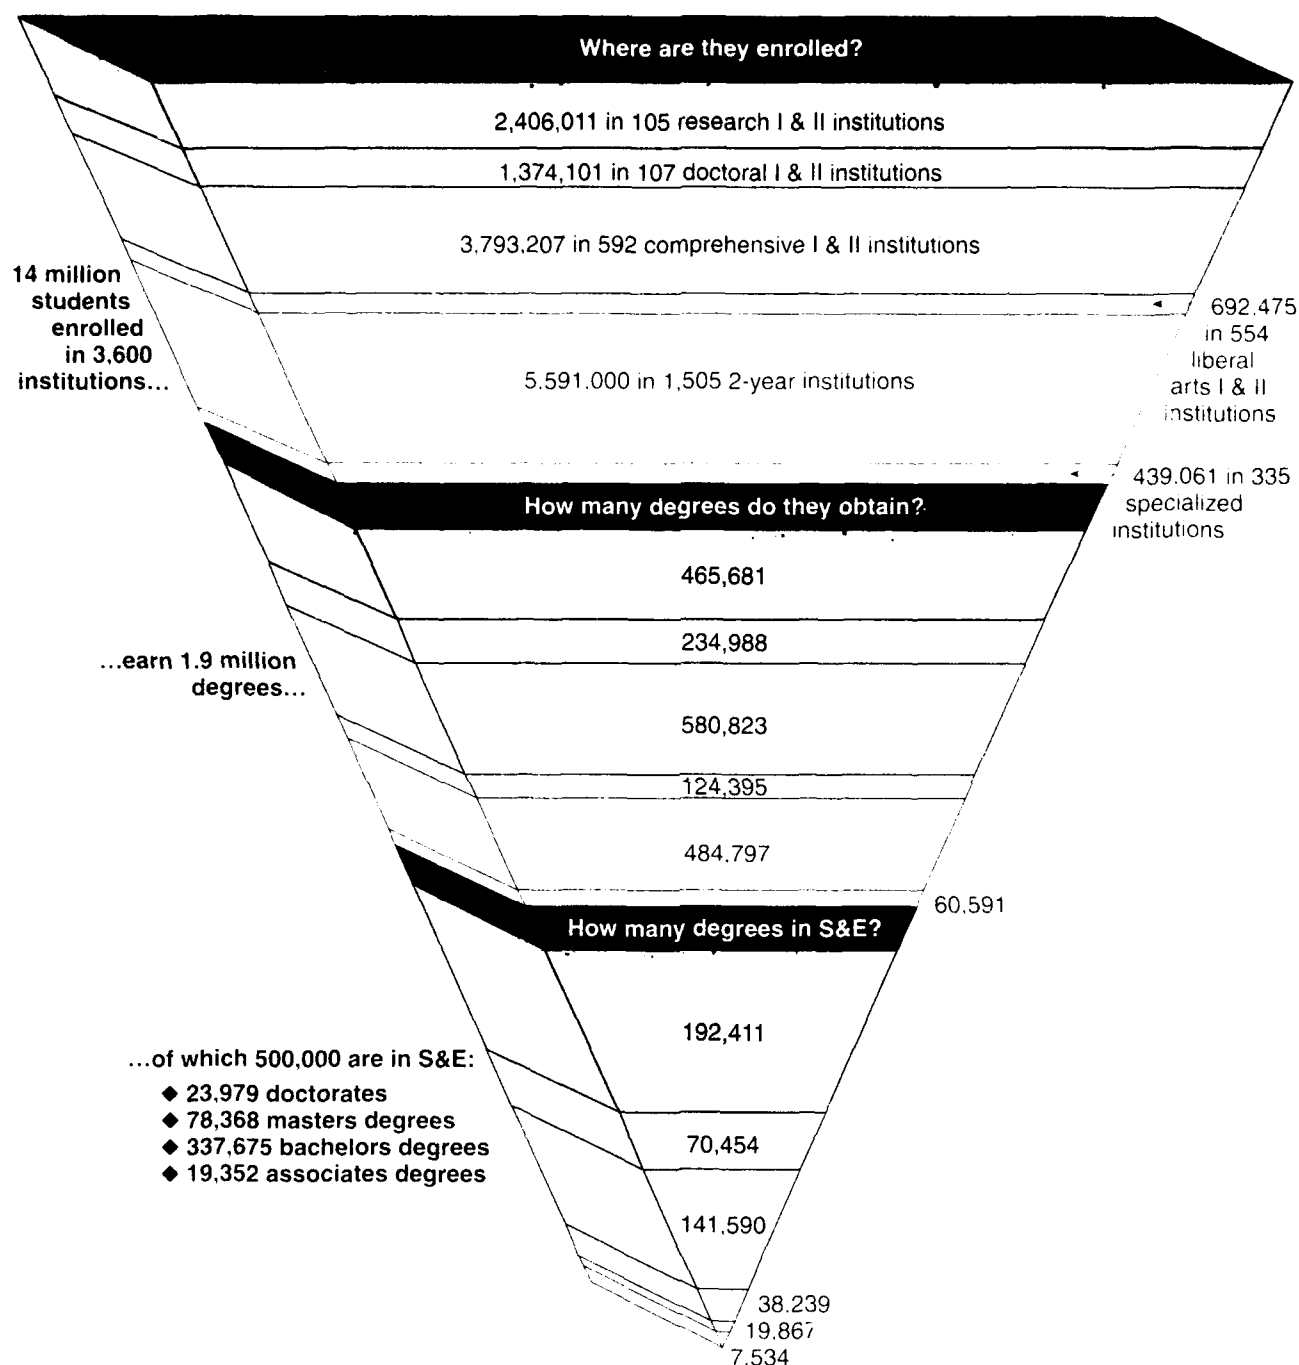 Where are they enrolled?
2,406,011 in 105 research I & II institutions
1,374,101 in 107 doctoral I & II institutions
3,793,207 in 592 comprehensive I & II institutions
14 million
students
enrolled
in 3,600
institutions...
692.475
in 554
liberal
arts I & II
institutions
5.591.000 in 1,505 2-year institutions
439.061 in 335
specialized
institutions
How many degrees do they obtain?
465,681
234,988
...earn 1.9 million
degrees...
580,823
124,395
484.797
60,591
How many degrees in S&E?
192,411
...of which 500,000 are in S&E:
◆ 23,979 doctorates
◆ 78,368 masters degrees
◆ 337,675 bachelors degrees
◆ 19,352 associates degrees
70,454
141,590
38.239
19,867
7,534